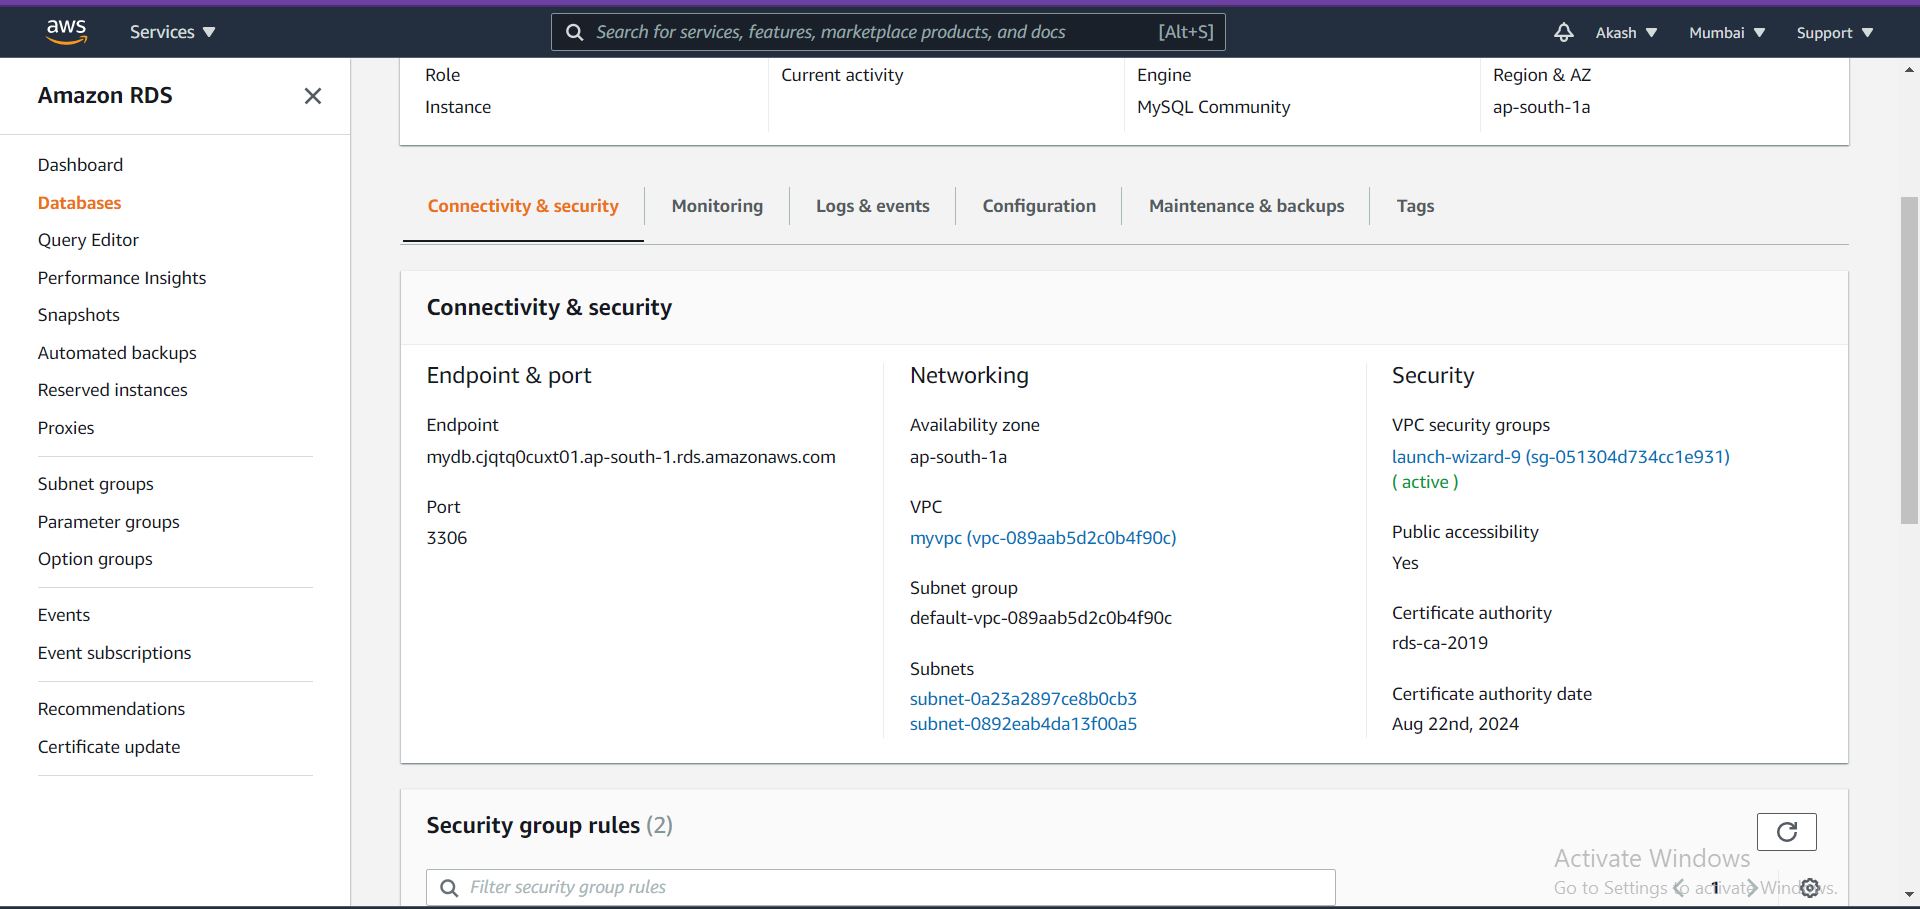 aws Services ▼ Search for services, features, marketplace products, and docs [Alt+S] Akash ▼ Mumbai ▼ Support ▼
Amazon RDS
Dashboard
Databases
Query Editor
Performance Insights
Snapshots
Automated backups
Reserved instances
Proxies
Subnet groups
Parameter groups
Option groups
Events
Event subscriptions
Recommendations
Certificate update
Role
Instance
Current activity
Engine
MySQL Community
Region & AZ
ap-south-1a
Connectivity & security Monitoring Logs & events Configuration Maintenance & backups Tags
Connectivity & security
Endpoint & port
Endpoint
mydb.cjqtq0cuxt01.ap-south-1.rds.amazonaws.com
Port
3306
Networking
Availability zone
ap-south-1a
VPC
myvpc (vpc-089aab5d2c0b4f90c)
Subnet group
default-vpc-089aab5d2c0b4f90c
Subnets
subnet-0a23a2897ce8b0cb3
subnet-0892eab4da13f00a5
Security
VPC security groups
launch-wizard-9 (sg-051304d734cc1e931)
( active )
Public accessibility
Yes
Certificate authority
rds-ca-2019
Certificate authority date
Aug 22nd, 2024
Security group rules (2)
Filter security group rules
1
Activate Windows
Go to Settings to activate Windows.